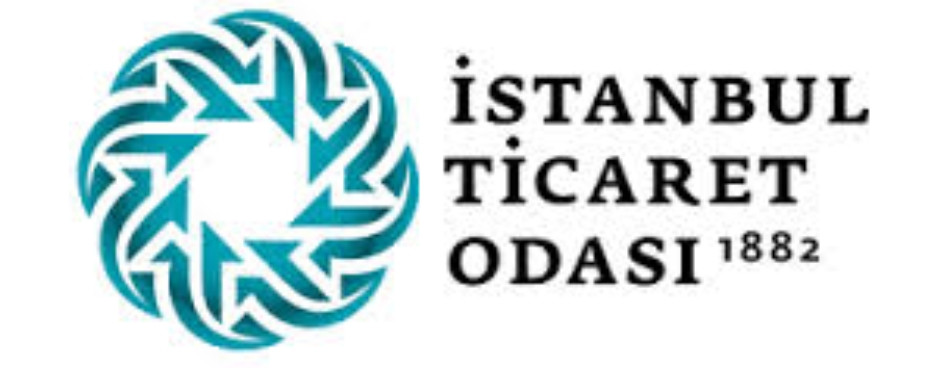 İSTANBUL
TİCARET
ODASI 1882